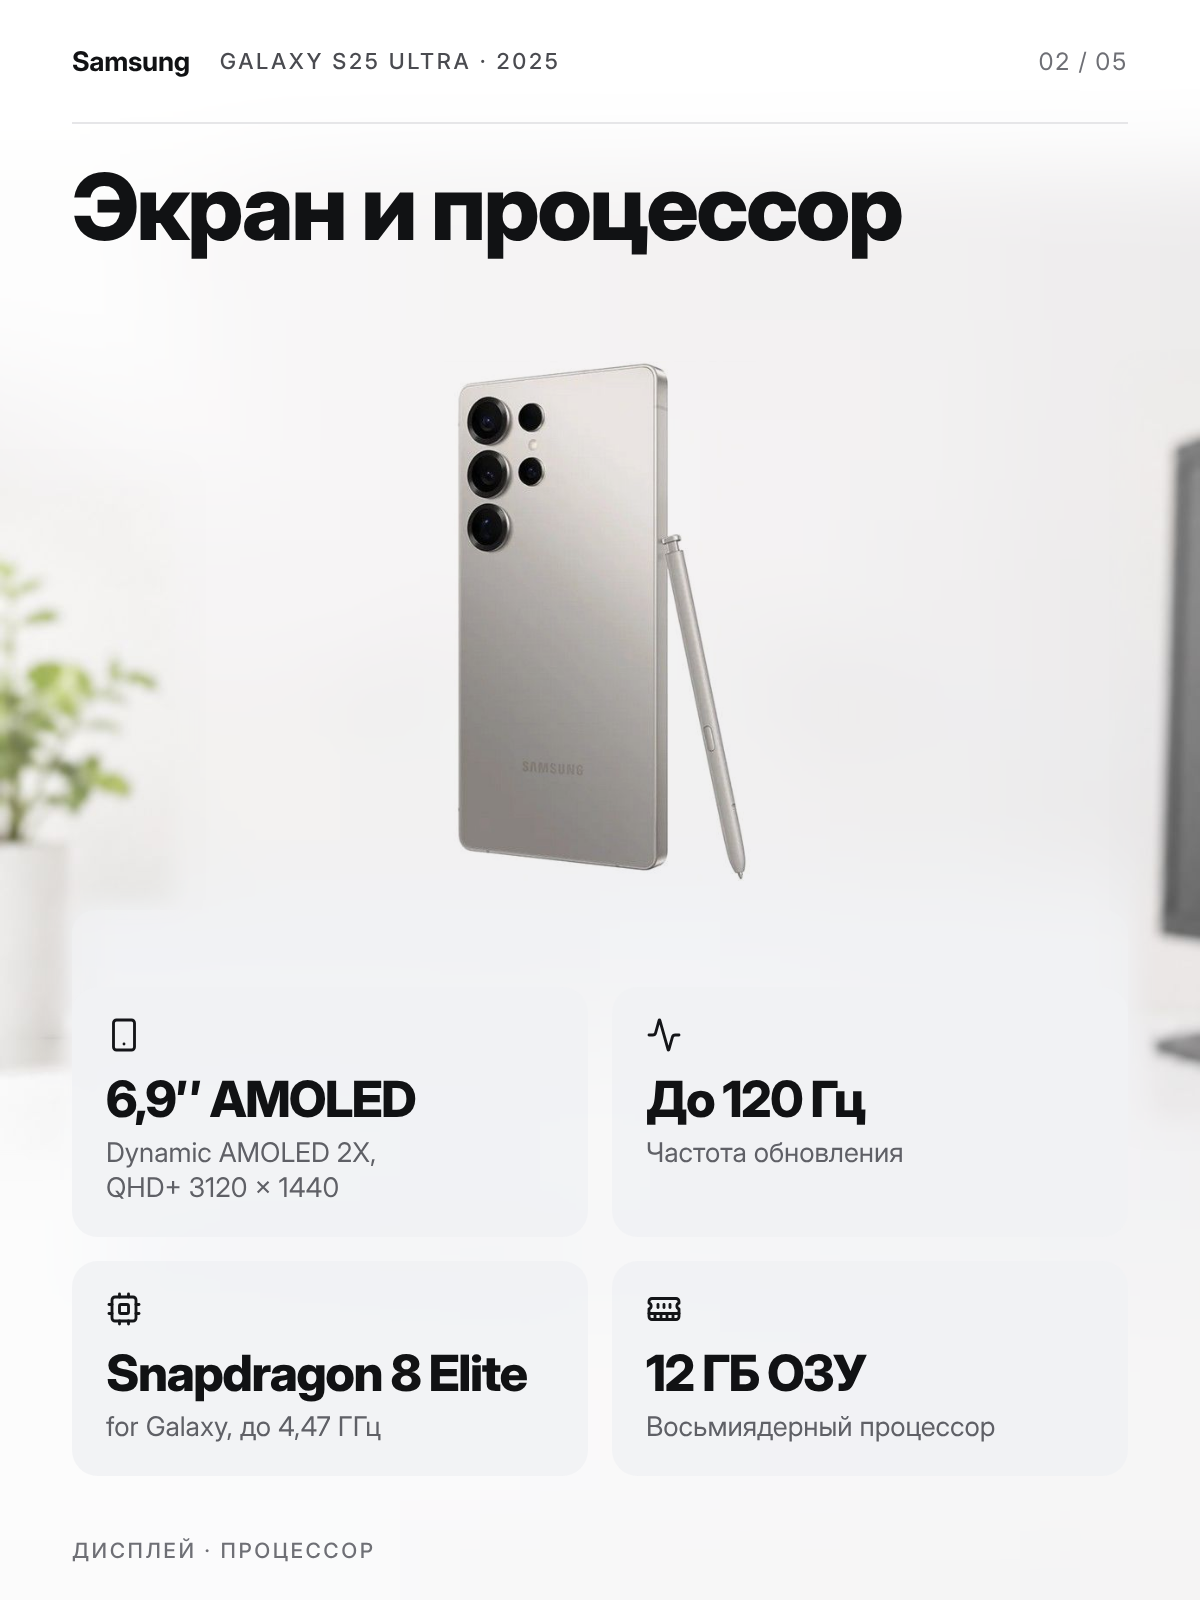 Samsung GALAXY S25 ULTRA · 2025 02 / 05
Экран и процессор
SAMSUNG
6,9″ AMOLED
Dynamic AMOLED 2X,
QHD+ 3120 × 1440
До 120 Гц
Частота обновления
Snapdragon 8 Elite
for Galaxy, до 4,47 ГГц
12 ГБ ОЗУ
Восьмиядерный процессор
ДИСПЛЕЙ · ПРОЦЕССОР